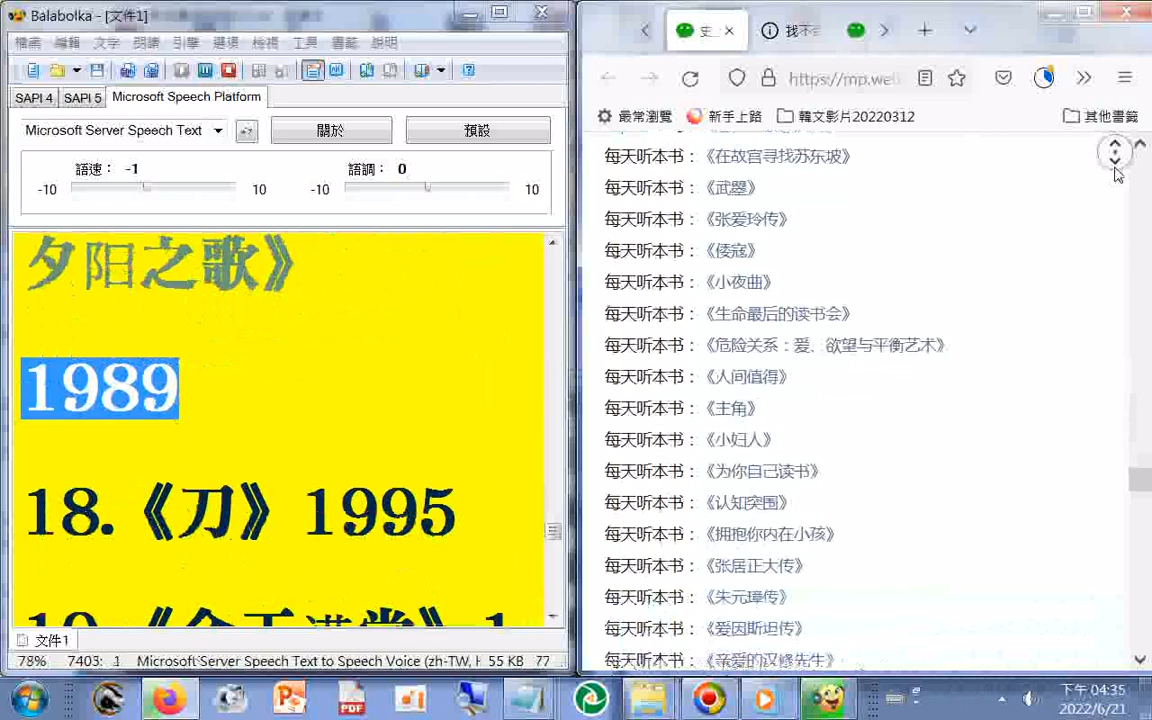 Balabolka - [文件1]
檔案 編輯 文字 朗讀 引擎 選項 檢視 工具 書籤 說明
SAPI 4 SAPI 5 Microsoft Speech Platform
Microsoft Server Speech Text
關於
預設
語速： -1
語調： 0
-10 10 -10 10
夕阳之歌》
1989
18.《刀》1995
文件1
78% 7403: 1 Microsoft Server Speech Text to Speech Voice (zh-TW, H 55 KB 77
https://mp.wei
最常瀏覽 新手上路 韓文影片20220312 其他書籤
每天听本书：《在故宫寻找苏东坡》
每天听本书：《武曌》
每天听本书：《张爱玲传》
每天听本书：《倭寇》
每天听本书：《小夜曲》
每天听本书：《生命最后的读书会》
每天听本书：《危险关系：爱、欲望与平衡艺术》
每天听本书：《人间值得》
每天听本书：《主角》
每天听本书：《小妇人》
每天听本书：《为你自己读书》
每天听本书：《认知突围》
每天听本书：《拥抱你内在小孩》
每天听本书：《张居正大传》
每天听本书：《朱元璋传》
每天听本书：《爱因斯坦传》
每天听本书：《亲爱的汉修先生》
PDF
下午 04:35
2022/6/21